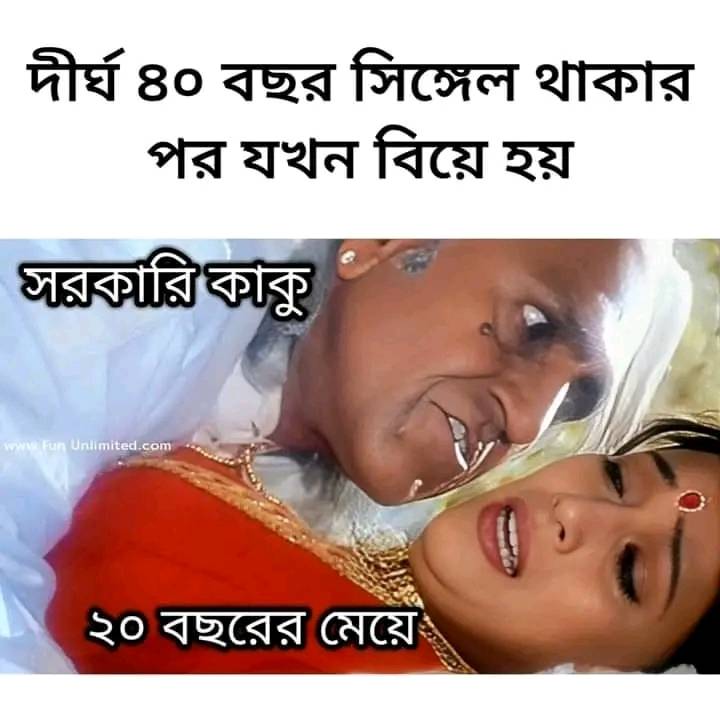 দীর্ঘ ৪০ বছর সিঙ্গেল থাকার
পর যখন বিয়ে হয়
সরকারি কাকু
www.Fun Unlimited.com
২০ বছরের মেয়ে